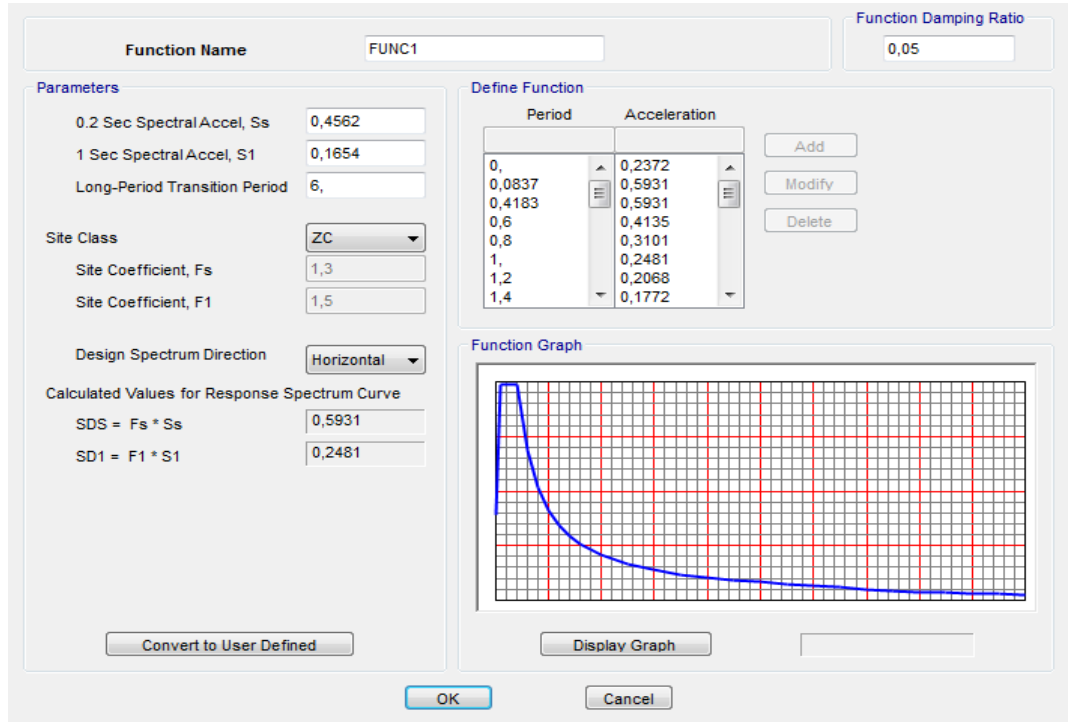 Function Name
FUNC1
Function Damping Ratio
0,05
Parameters
0.2 Sec Spectral Accel, Ss
0,4562
1 Sec Spectral Accel, S1
0,1654
Long-Period Transition Period
6,
Site Class
ZC
Site Coefficient, Fs
1,3
Site Coefficient, F1
1,5
Design Spectrum Direction
Horizontal
Calculated Values for Response Spectrum Curve
SDS = Fs * Ss
0,5931
SD1 = F1 * S1
0,2481
Convert to User Defined
Define Function
Period Acceleration
0, 0,2372
0,0837 0,5931
0,4183 0,5931
0,6 0,4135
0,8 0,3101
1, 0,2481
1,2 0,2068
1,4 0,1772
Add
Modify
Delete
Function Graph
Display Graph
OK
Cancel